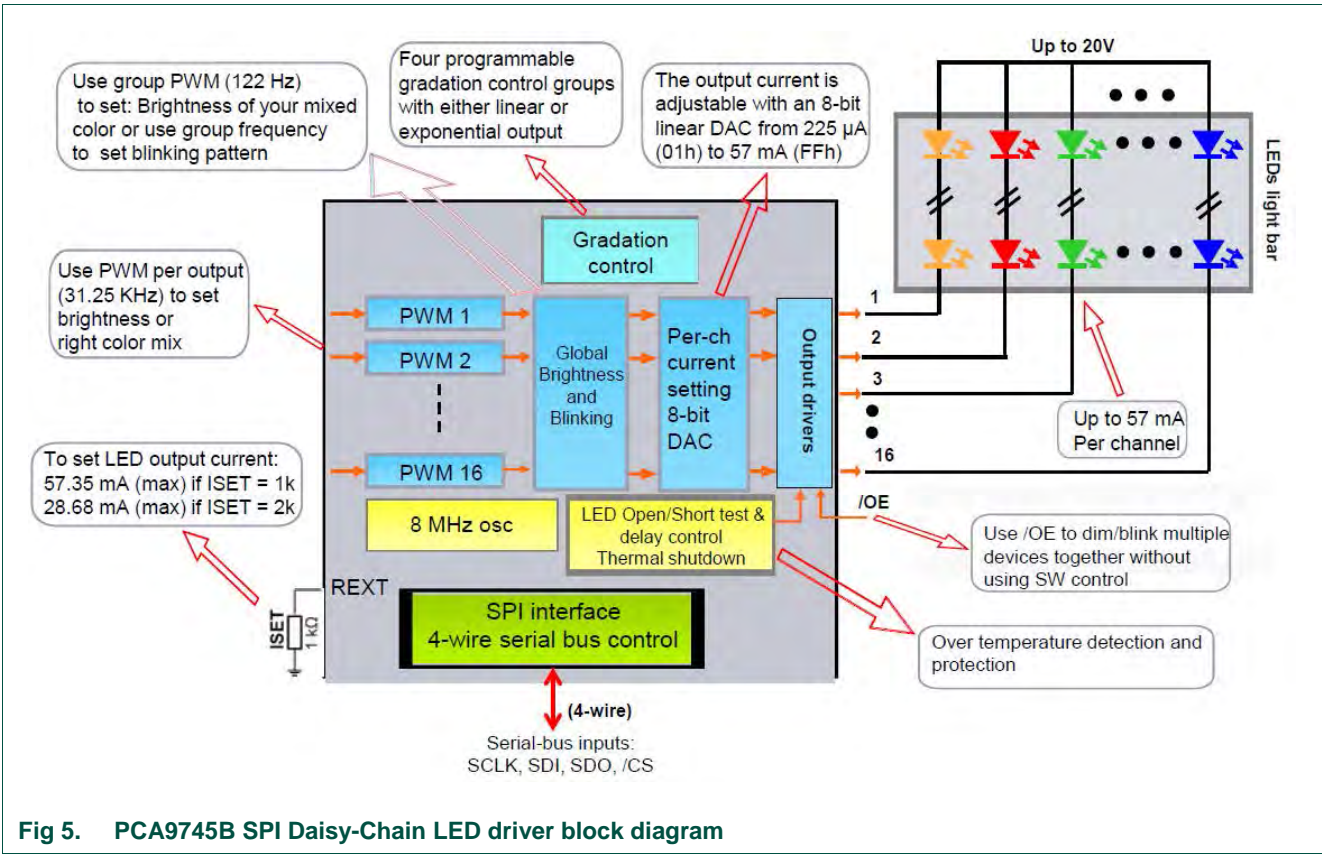 Use group PWM (122 Hz)
to set: Brightness of your mixed
color or use group frequency
to set blinking pattern
Four programmable
gradation control groups
with either linear or
exponential output
The output current is
adjustable with an 8-bit
linear DAC from 225 µA
(01h) to 57 mA (FFh)
Up to 20V
LEDs light bar
Use PWM per output
(31.25 KHz) to set
brightness or
right color mix
Gradation
control
PWM 1
PWM 2
PWM 16
Global
Brightness
and
Blinking
Per-ch
current
setting
8-bit
DAC
Output drivers
1
2
3
16
/OE
Up to 57 mA
Per channel
To set LED output current:
57.35 mA (max) if ISET = 1k
28.68 mA (max) if ISET = 2k
8 MHz osc
LED Open/Short test &
delay control
Thermal shutdown
Use /OE to dim/blink multiple
devices together without
using SW control
REXT
ISET
1 kΩ
SPI interface
4-wire serial bus control
Over temperature detection and
protection
(4-wire)
Serial-bus inputs:
SCLK, SDI, SDO, /CS
Fig 5. PCA9745B SPI Daisy-Chain LED driver block diagram